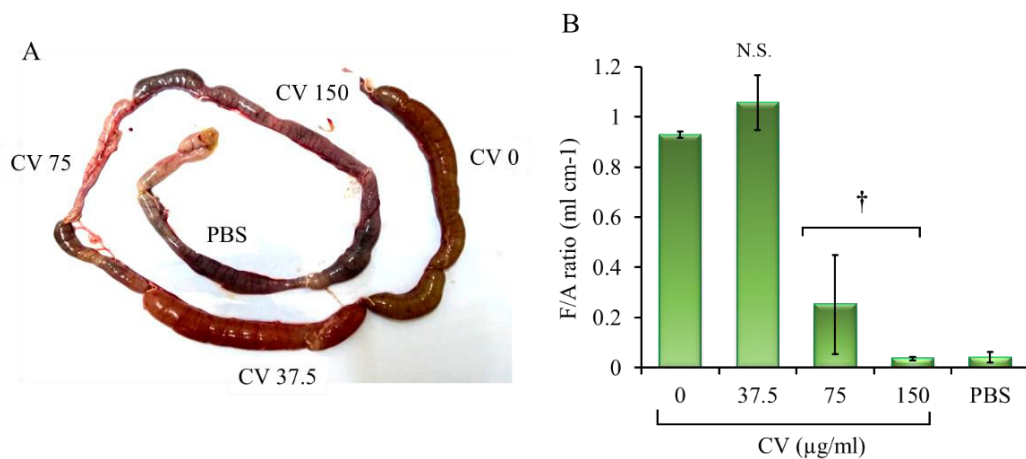 A
CV 150
CV 0
CV 75
PBS
CV 37.5
B
N.S.
1.2
1
0.8
0.6
0.4
0.2
0
F/A ratio (ml cm-1)
†
0 37.5 75 150 PBS
CV (µg/ml)